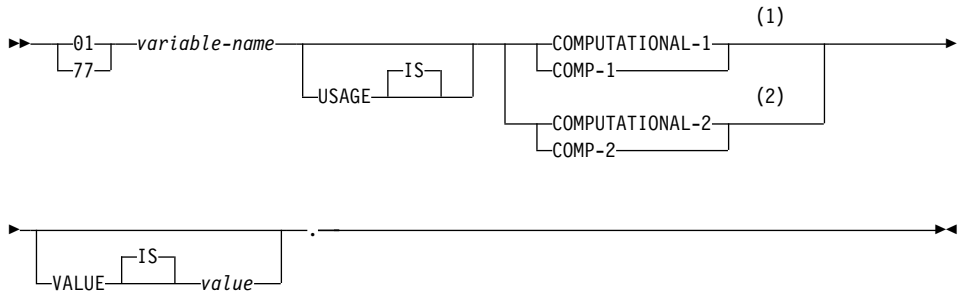 (1)
01 variable-name COMPUTATIONAL-1
77 IS COMP-1
USAGE (2)
COMPUTATIONAL-2
COMP-2
.
IS
VALUE value